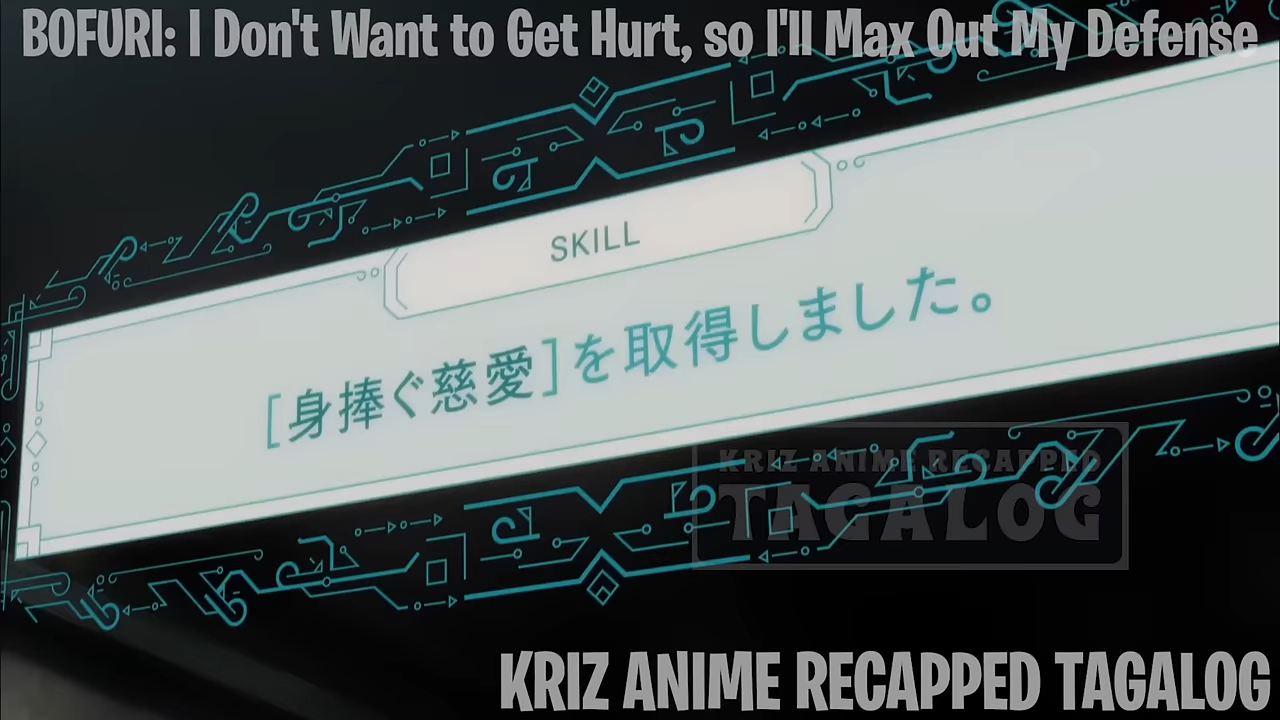 BOFURI: I Don't Want to Get Hurt, so I'll Max Out My Defense
SKILL
[身捧ぐ慈愛]を取得しました。
KRIZ ANIME RECAPPED
TAGALOG
KRIZ ANIME RECAPPED TAGALOG